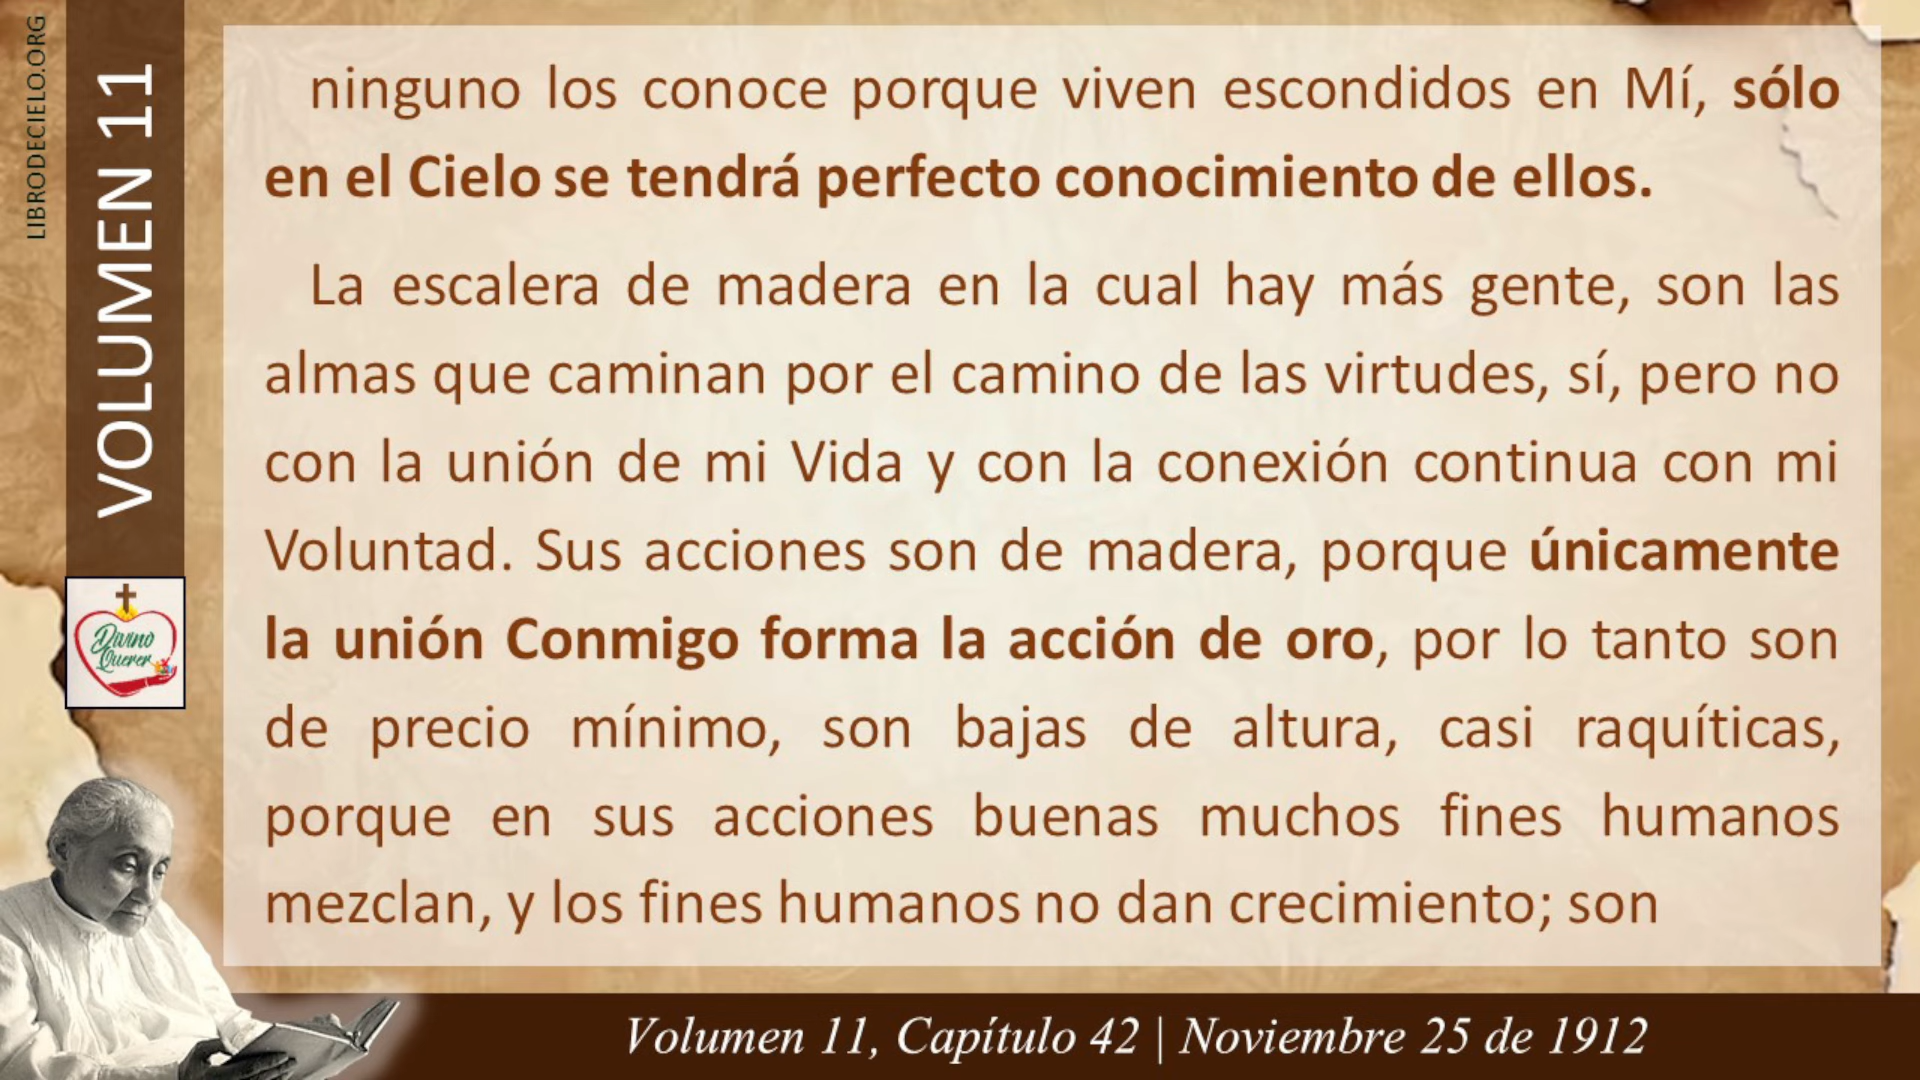 LIBRODECIELO.ORG
VOLUMEN 11
ninguno los conoce porque viven escondidos en Mí, sólo
en el Cielo se tendrá perfecto conocimiento de ellos.
La escalera de madera en la cual hay más gente, son las
almas que caminan por el camino de las virtudes, sí, pero no
con la unión de mi Vida y con la conexión continua con mi
Voluntad. Sus acciones son de madera, porque únicamente
la unión Conmigo forma la acción de oro, por lo tanto son
de precio mínimo, son bajas de altura, casi raquíticas,
porque en sus acciones buenas muchos fines humanos
mezclan, y los fines humanos no dan crecimiento; son
Divino
Querer
Volumen 11, Capítulo 42 | Noviembre 25 de 1912